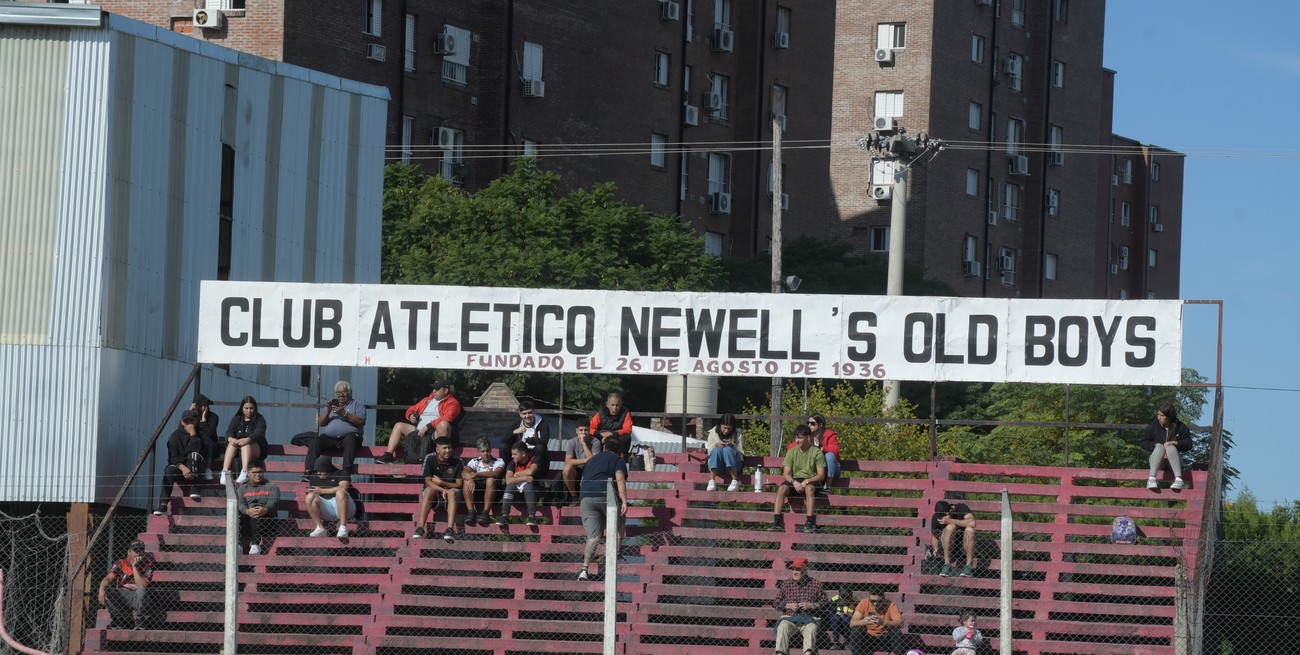 CLUB ATLETICO NEWELL'S OLD BOYS
H FUNDADO EL 26 DE AGOSTO DE 1936